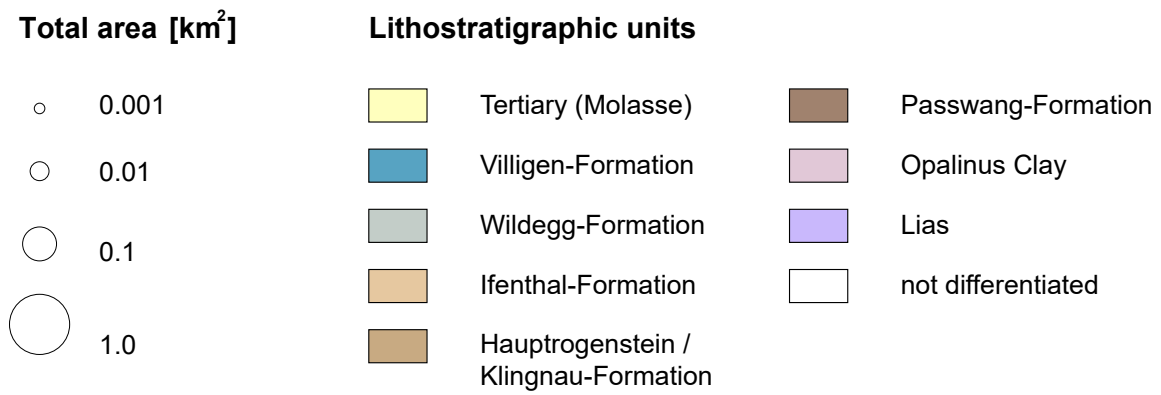 Total area [km²]
0.001
0.01
0.1
1.0
Lithostratigraphic units
Tertiary (Molasse)
Villigen-Formation
Wildegg-Formation
Ifenthal-Formation
Hauptrogenstein /
Klingnau-Formation
Passwang-Formation
Opalinus Clay
Lias
not differentiated